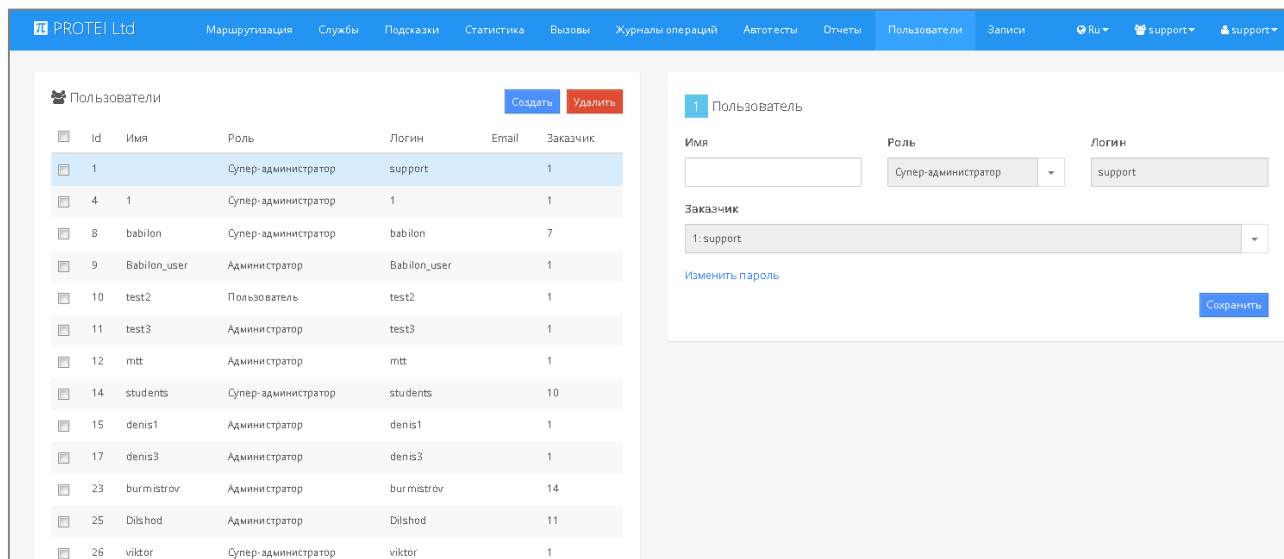 PROTEI Ltd Маршрутизация Службы Подсказки Статистика Вызовы Журналы операций Автотесты Отчеты Пользователи Записи Ru support support
Пользователи Создать Удалить
Id Имя Роль Логин Email Заказчик
1 Супер-администратор support 1
4 1 Супер-администратор 1 1
8 babilon Супер-администратор babilon 7
9 Babilon_user Администратор Babilon_user 1
10 test2 Пользователь test2 1
11 test3 Администратор test3 1
12 mtt Администратор mtt 1
14 students Супер-администратор students 10
15 denis1 Администратор denis1 1
17 denis3 Администратор denis3 1
23 burmistrov Администратор burmistrov 14
25 Dilshod Администратор Dilshod 11
26 viktor Супер-администратор viktor 1
1 Пользователь
Имя Роль Логин
Супер-администратор support
Заказчик
1: support
Изменить пароль
Сохранить